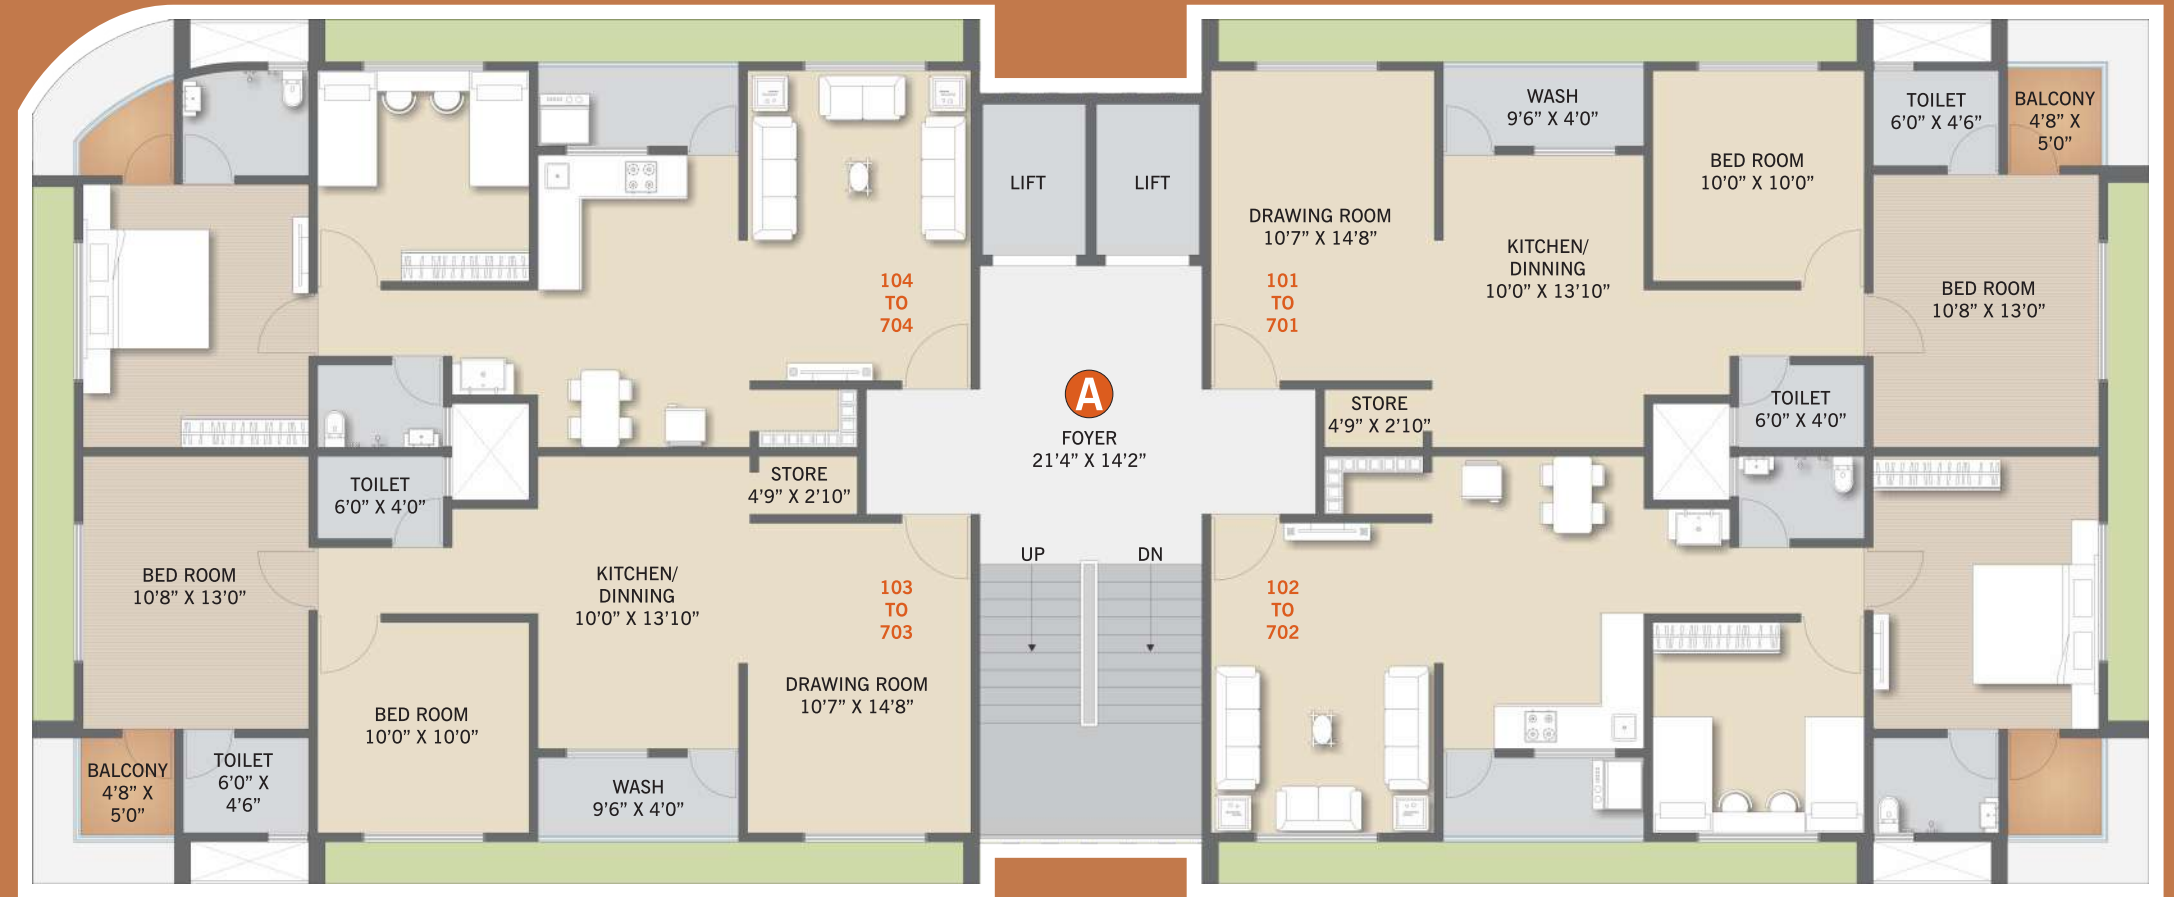 WASH
9’6” X 4’0”
TOILET
6’0” X 4’6”
BALCONY
4’8” X
5’0”
BED ROOM
10’0” X 10’0”
LIFT
LIFT
DRAWING ROOM
10’7” X 14’8”
KITCHEN/
DINNING
10’0” X 13’10”
BED ROOM
10’8” X 13’0”
104
TO
704
101
TO
701
A
FOYER
21’4” X 14’2”
STORE
4’9” X 2’10”
TOILET
6’0” X 4’0”
TOILET
6’0” X 4’0”
STORE
4’9” X 2’10”
UP
DN
BED ROOM
10’8” X 13’0”
KITCHEN/
DINNING
10’0” X 13’10”
103
TO
703
102
TO
702
DRAWING ROOM
10’7” X 14’8”
BED ROOM
10’0” X 10’0”
BALCONY
4’8” X
5’0”
TOILET
6’0” X
4’6”
WASH
9’6” X 4’0”